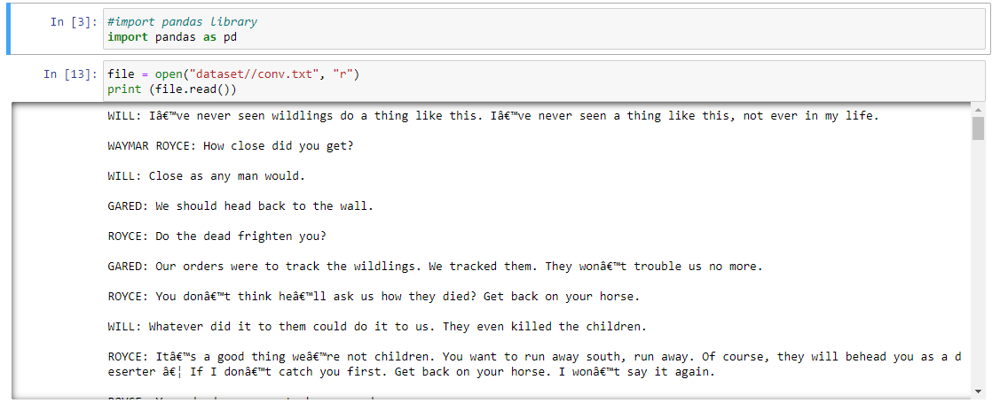 In [3]: #import pandas library
import pandas as pd
In [13]: file = open("dataset//conv.txt", "r")
print (file.read())
WILL: Iâ€™ve never seen wildlings do a thing like this. Iâ€™ve never seen a thing like this, not ever in my life.
WAYMAR ROYCE: How close did you get?
WILL: Close as any man would.
GARED: We should head back to the wall.
ROYCE: Do the dead frighten you?
GARED: Our orders were to track the wildlings. We tracked them. They wonâ€™t trouble us no more.
ROYCE: You donâ€™t think heâ€™ll ask us how they died? Get back on your horse.
WILL: Whatever did it to them could do it to us. They even killed the children.
ROYCE: Itâ€™s a good thing weâ€™re not children. You want to run away south, run away. Of course, they will behead you as a d
eserter â€¦ If I donâ€™t catch you first. Get back on your horse. I wonâ€™t say it again.